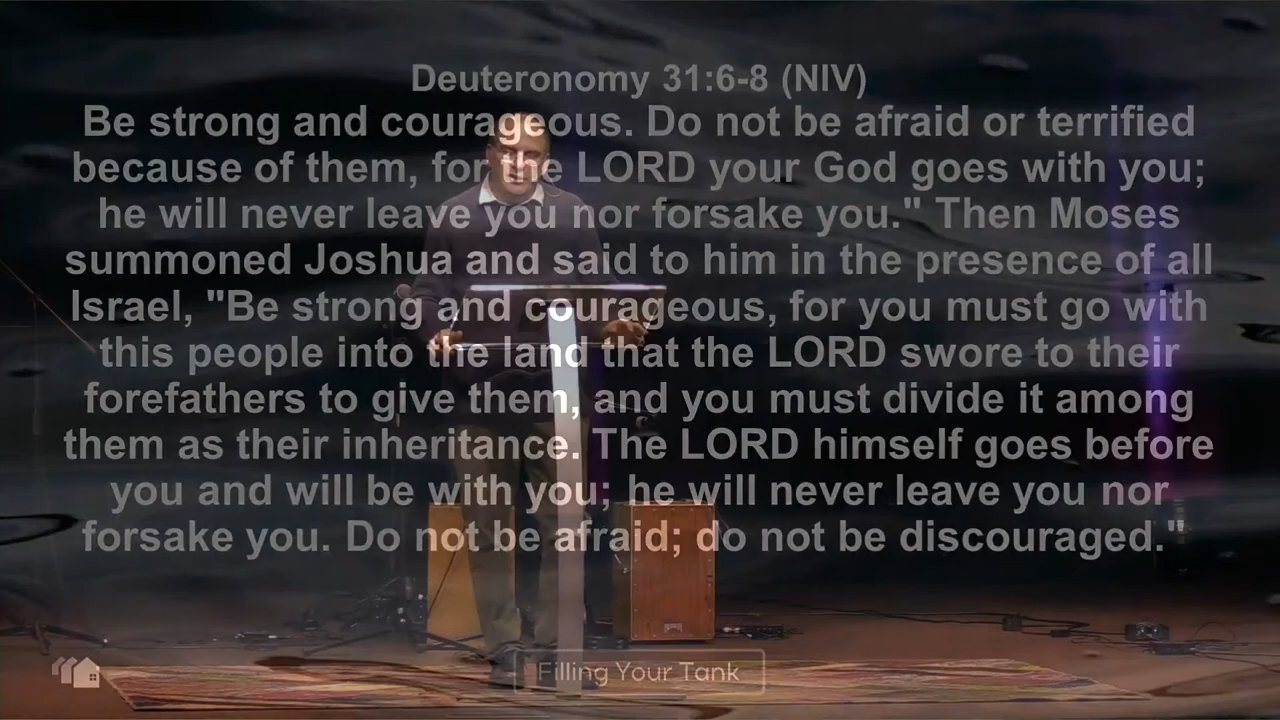 Deuteronomy 31:6-8 (NIV)
Be strong and courageous. Do not be afraid or terrified
because of them, for the LORD your God goes with you;
he will never leave you nor forsake you." Then Moses
summoned Joshua and said to him in the presence of all
Israel, "Be strong and courageous, for you must go with
this people into the land that the LORD swore to their
forefathers to give them, and you must divide it among
them as their inheritance. The LORD himself goes before
you and will be with you; he will never leave you nor
forsake you. Do not be afraid; do not be discouraged."
Filling Your Tank